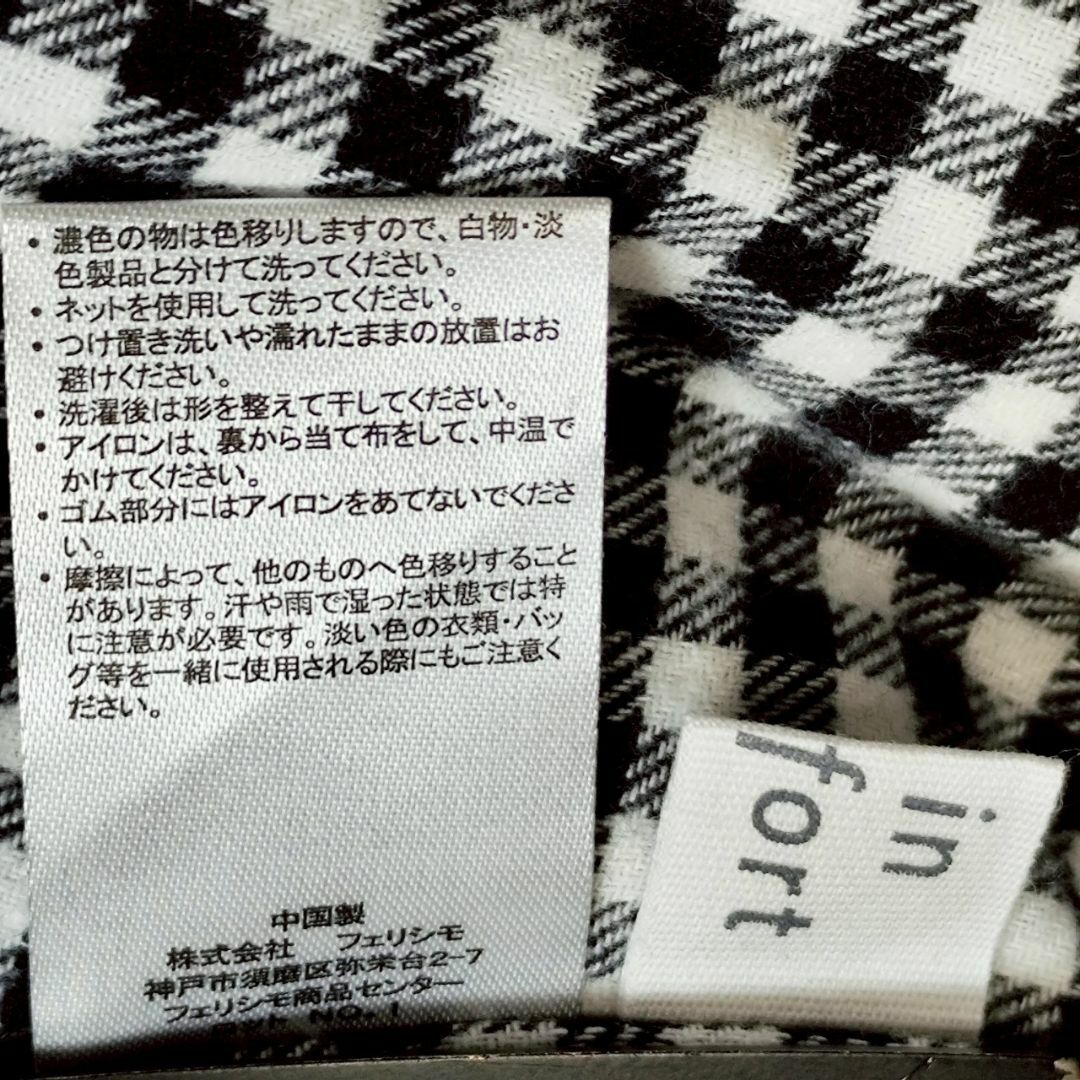 ・濃色の物は色移りしますので、白物・淡
色製品と分けて洗ってください。
・ネットを使用して洗ってください。
・つけ置き洗いや濡れたままの放置はお
避けください。
・洗濯後は形を整えて干してください。
・アイロンは、裏から当て布をして、中温で
かけてください。
・ゴム部分にはアイロンをあてないでくださ
い。
・摩擦によって、他のものへ色移りすること
があります。汗や雨で湿った状態では特
に注意が必要です。淡い色の衣類・バッ
グ等を一緒に使用される際にもご注意く
ださい。
中国製
株式会社 フェリシモ
神戸市須磨区弥栄台2-7
フェリシモ商品センター
ロット NO. 1
in
fort